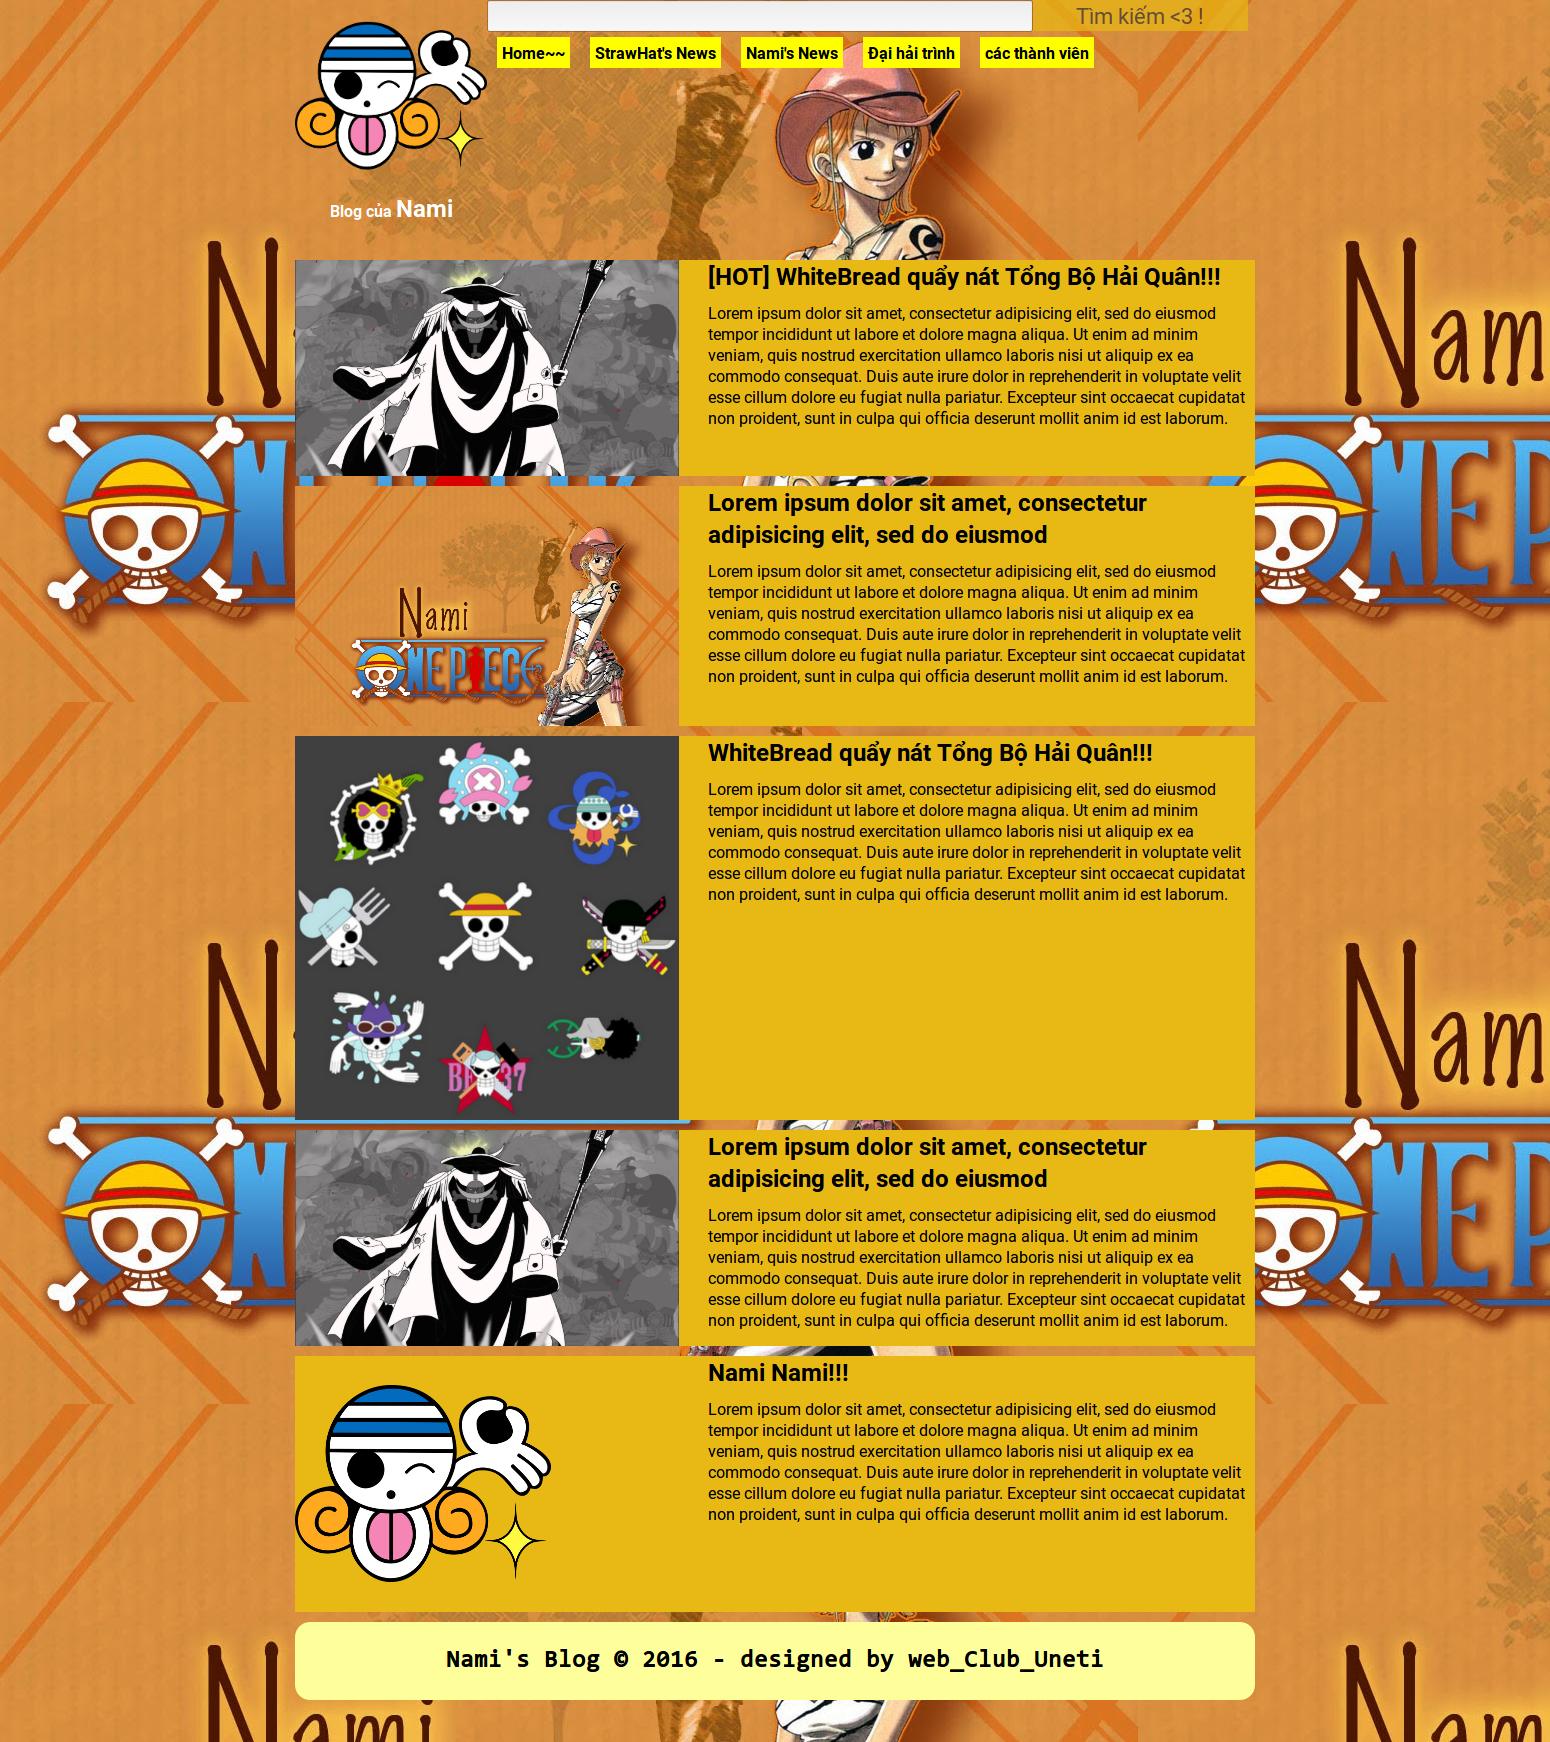 Tìm kiếm <3 !
Home~~ StrawHat's News Nami's News Đại hải trình các thành viên
Blog của Nami
[HOT] WhiteBread quẩy nát Tổng Bộ Hải Quân!!!
Lorem ipsum dolor sit amet, consectetur adipisicing elit, sed do eiusmod
tempor incididunt ut labore et dolore magna aliqua. Ut enim ad minim
veniam, quis nostrud exercitation ullamco laboris nisi ut aliquip ex ea
commodo consequat. Duis aute irure dolor in reprehenderit in voluptate velit
esse cillum dolore eu fugiat nulla pariatur. Excepteur sint occaecat cupidatat
non proident, sunt in culpa qui officia deserunt mollit anim id est laborum.
Lorem ipsum dolor sit amet, consectetur
adipisicing elit, sed do eiusmod
Lorem ipsum dolor sit amet, consectetur adipisicing elit, sed do eiusmod
tempor incididunt ut labore et dolore magna aliqua. Ut enim ad minim
veniam, quis nostrud exercitation ullamco laboris nisi ut aliquip ex ea
commodo consequat. Duis aute irure dolor in reprehenderit in voluptate velit
esse cillum dolore eu fugiat nulla pariatur. Excepteur sint occaecat cupidatat
non proident, sunt in culpa qui officia deserunt mollit anim id est laborum.
Nami
ONE PIECE
WhiteBread quẩy nát Tổng Bộ Hải Quân!!!
Lorem ipsum dolor sit amet, consectetur adipisicing elit, sed do eiusmod
tempor incididunt ut labore et dolore magna aliqua. Ut enim ad minim
veniam, quis nostrud exercitation ullamco laboris nisi ut aliquip ex ea
commodo consequat. Duis aute irure dolor in reprehenderit in voluptate velit
esse cillum dolore eu fugiat nulla pariatur. Excepteur sint occaecat cupidatat
non proident, sunt in culpa qui officia deserunt mollit anim id est laborum.
Lorem ipsum dolor sit amet, consectetur
adipisicing elit, sed do eiusmod
Lorem ipsum dolor sit amet, consectetur adipisicing elit, sed do eiusmod
tempor incididunt ut labore et dolore magna aliqua. Ut enim ad minim
veniam, quis nostrud exercitation ullamco laboris nisi ut aliquip ex ea
commodo consequat. Duis aute irure dolor in reprehenderit in voluptate velit
esse cillum dolore eu fugiat nulla pariatur. Excepteur sint occaecat cupidatat
non proident, sunt in culpa qui officia deserunt mollit anim id est laborum.
Nami Nami!!!
Lorem ipsum dolor sit amet, consectetur adipisicing elit, sed do eiusmod
tempor incididunt ut labore et dolore magna aliqua. Ut enim ad minim
veniam, quis nostrud exercitation ullamco laboris nisi ut aliquip ex ea
commodo consequat. Duis aute irure dolor in reprehenderit in voluptate velit
esse cillum dolore eu fugiat nulla pariatur. Excepteur sint occaecat cupidatat
non proident, sunt in culpa qui officia deserunt mollit anim id est laborum.
Nami's Blog © 2016 - designed by web_Club_Uneti